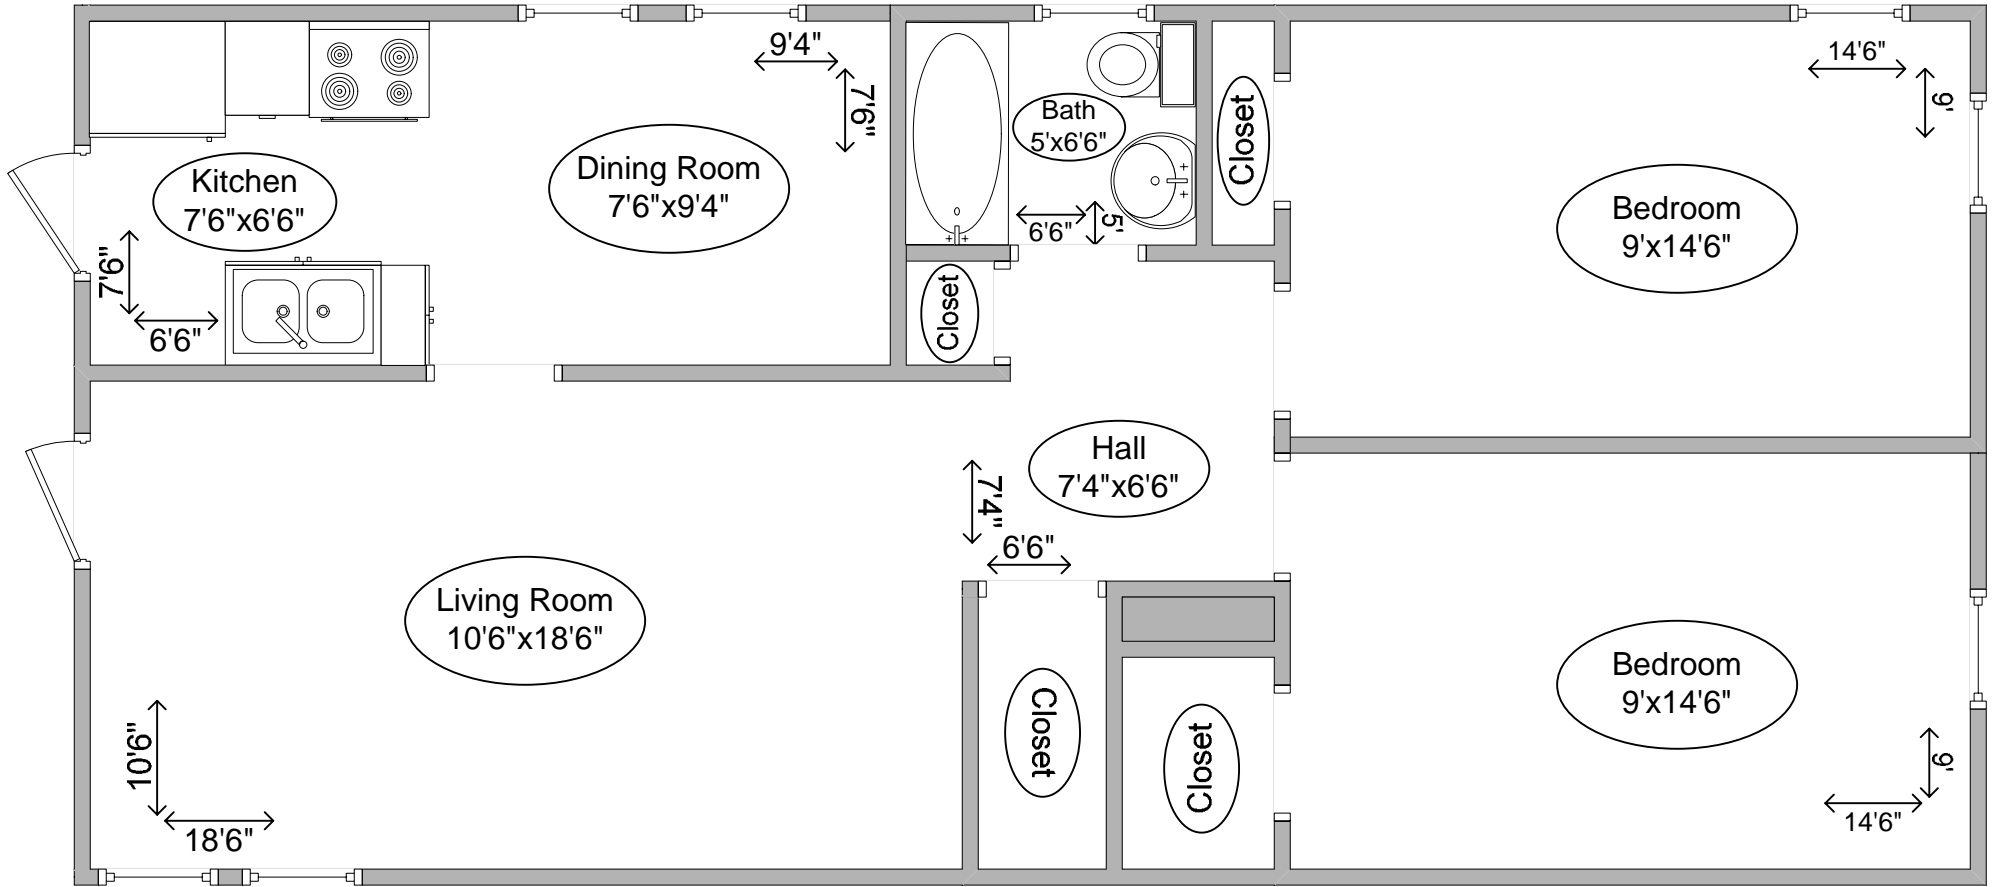 9'4"
7'6"
14'6"
9'
Bath
5'x6'6"
Closet
Kitchen
7'6"x6'6"
Dining Room
7'6"x9'4"
Bedroom
9'x14'6"
6'6"
5'
7'6"
6'6"
Closet
Hall
7'4"x6'6"
7'4"
6'6"
Living Room
10'6"x18'6"
Bedroom
9'x14'6"
Closet
Closet
10'6"
18'6"
9'
14'6"